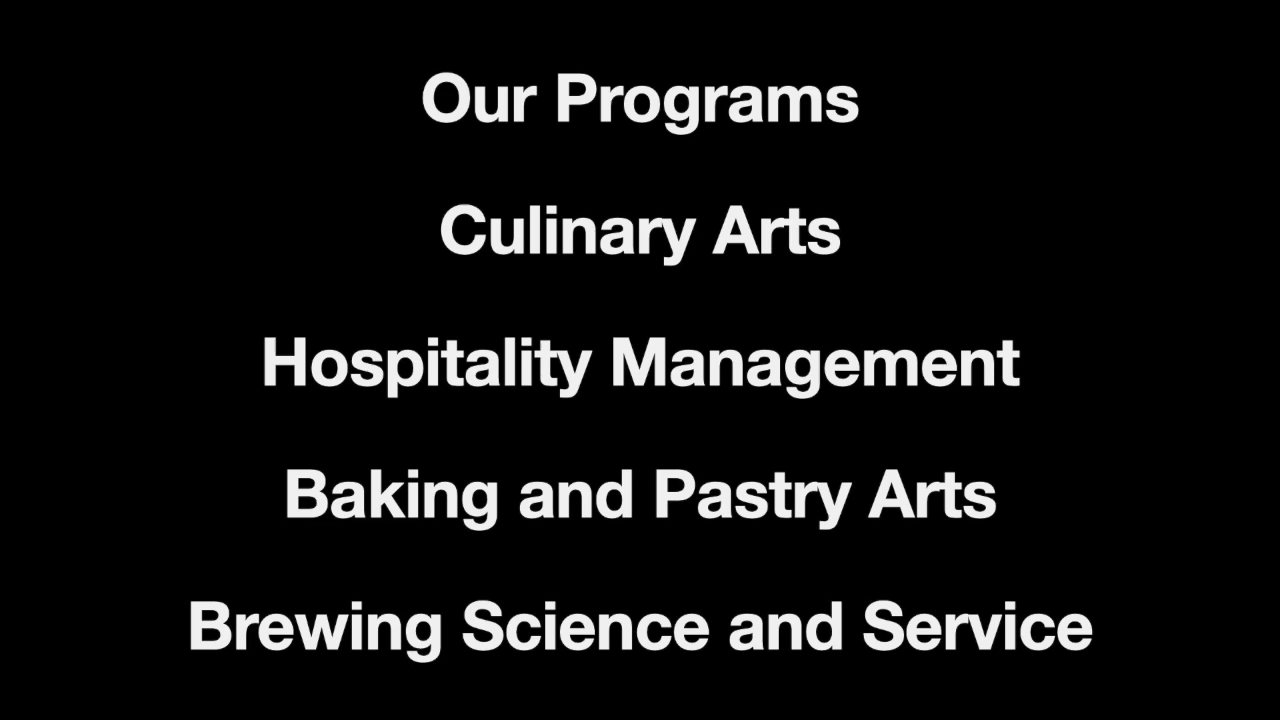 Our Programs
Culinary Arts
Hospitality Management
Baking and Pastry Arts
Brewing Science and Service